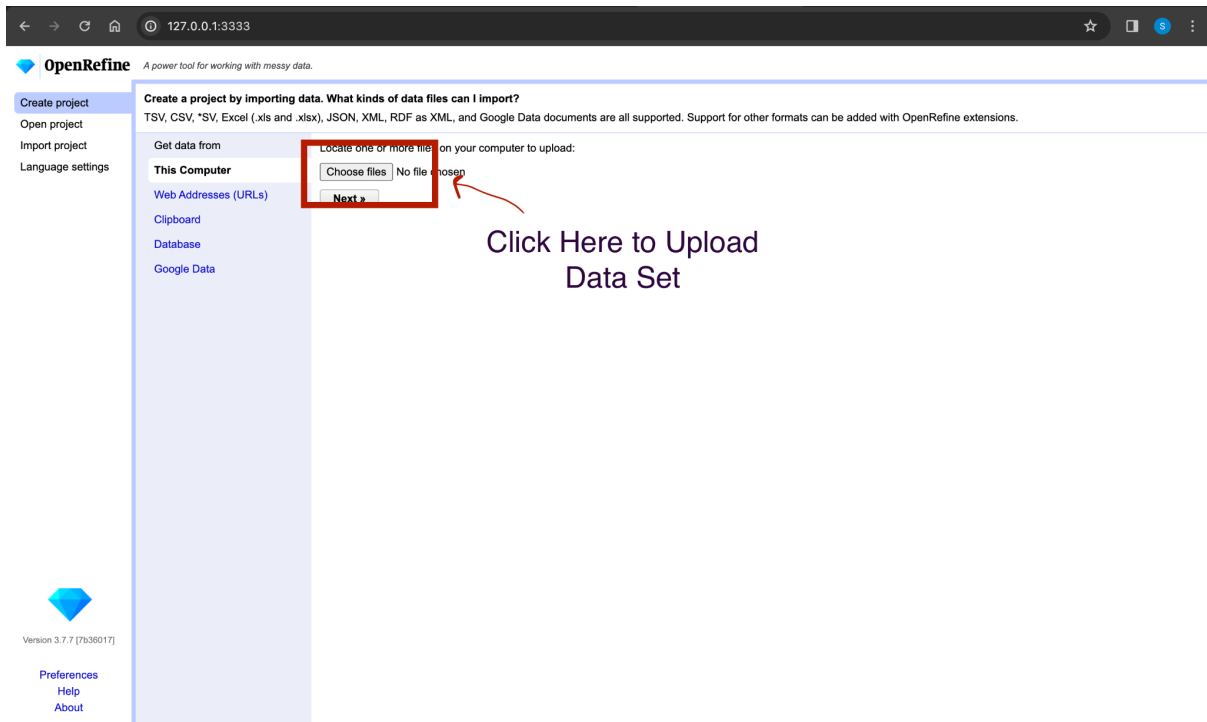 127.0.0.1:3333
S
OpenRefine A power tool for working with messy data.
Create project
Open project
Import project
Language settings
Create a project by importing data. What kinds of data files can I import?
TSV, CSV, *SV, Excel (.xls and .xlsx), JSON, XML, RDF as XML, and Google Data documents are all supported. Support for other formats can be added with OpenRefine extensions.
Get data from
This Computer
Web Addresses (URLs)
Clipboard
Database
Google Data
Locate one or more files on your computer to upload:
Choose files No file chosen
Next »
Click Here to Upload
Data Set
Version 3.7.7 [7b36017]
Preferences
Help
About